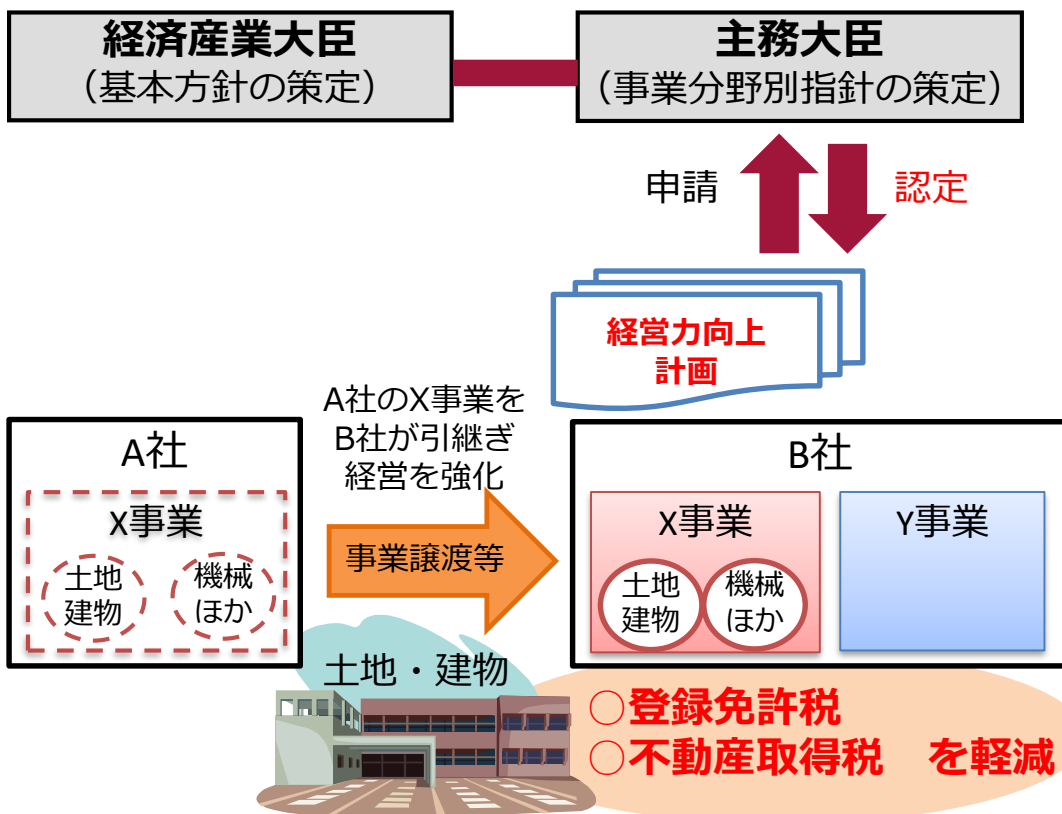 経済産業大臣
（基本方針の策定）
主務大臣
（事業分野別指針の策定）
申請
認定
経営力向上
計画
A社のX事業を
B社が引継ぎ
経営を強化
A社
X事業
土地
建物
機械
ほか
事業譲渡等
B社
X事業
土地
建物
機械
ほか
Y事業
土地・建物
○登録免許税
○不動産取得税　を軽減